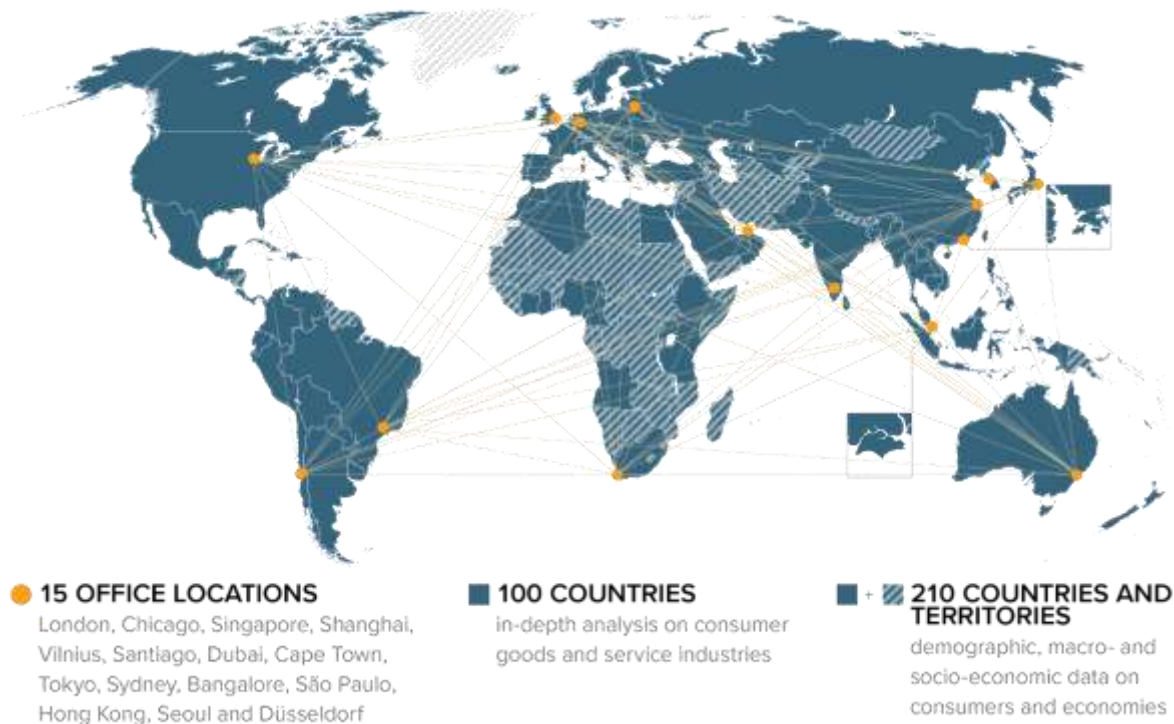 15 OFFICE LOCATIONS
London, Chicago, Singapore, Shanghai,
Vilnius, Santiago, Dubai, Cape Town,
Tokyo, Sydney, Bangalore, São Paulo,
Hong Kong, Seoul and Düsseldorf
100 COUNTRIES
in-depth analysis on consumer
goods and service industries
+
210 COUNTRIES AND
TERRITORIES
demographic, macro- and
socio-economic data on
consumers and economies